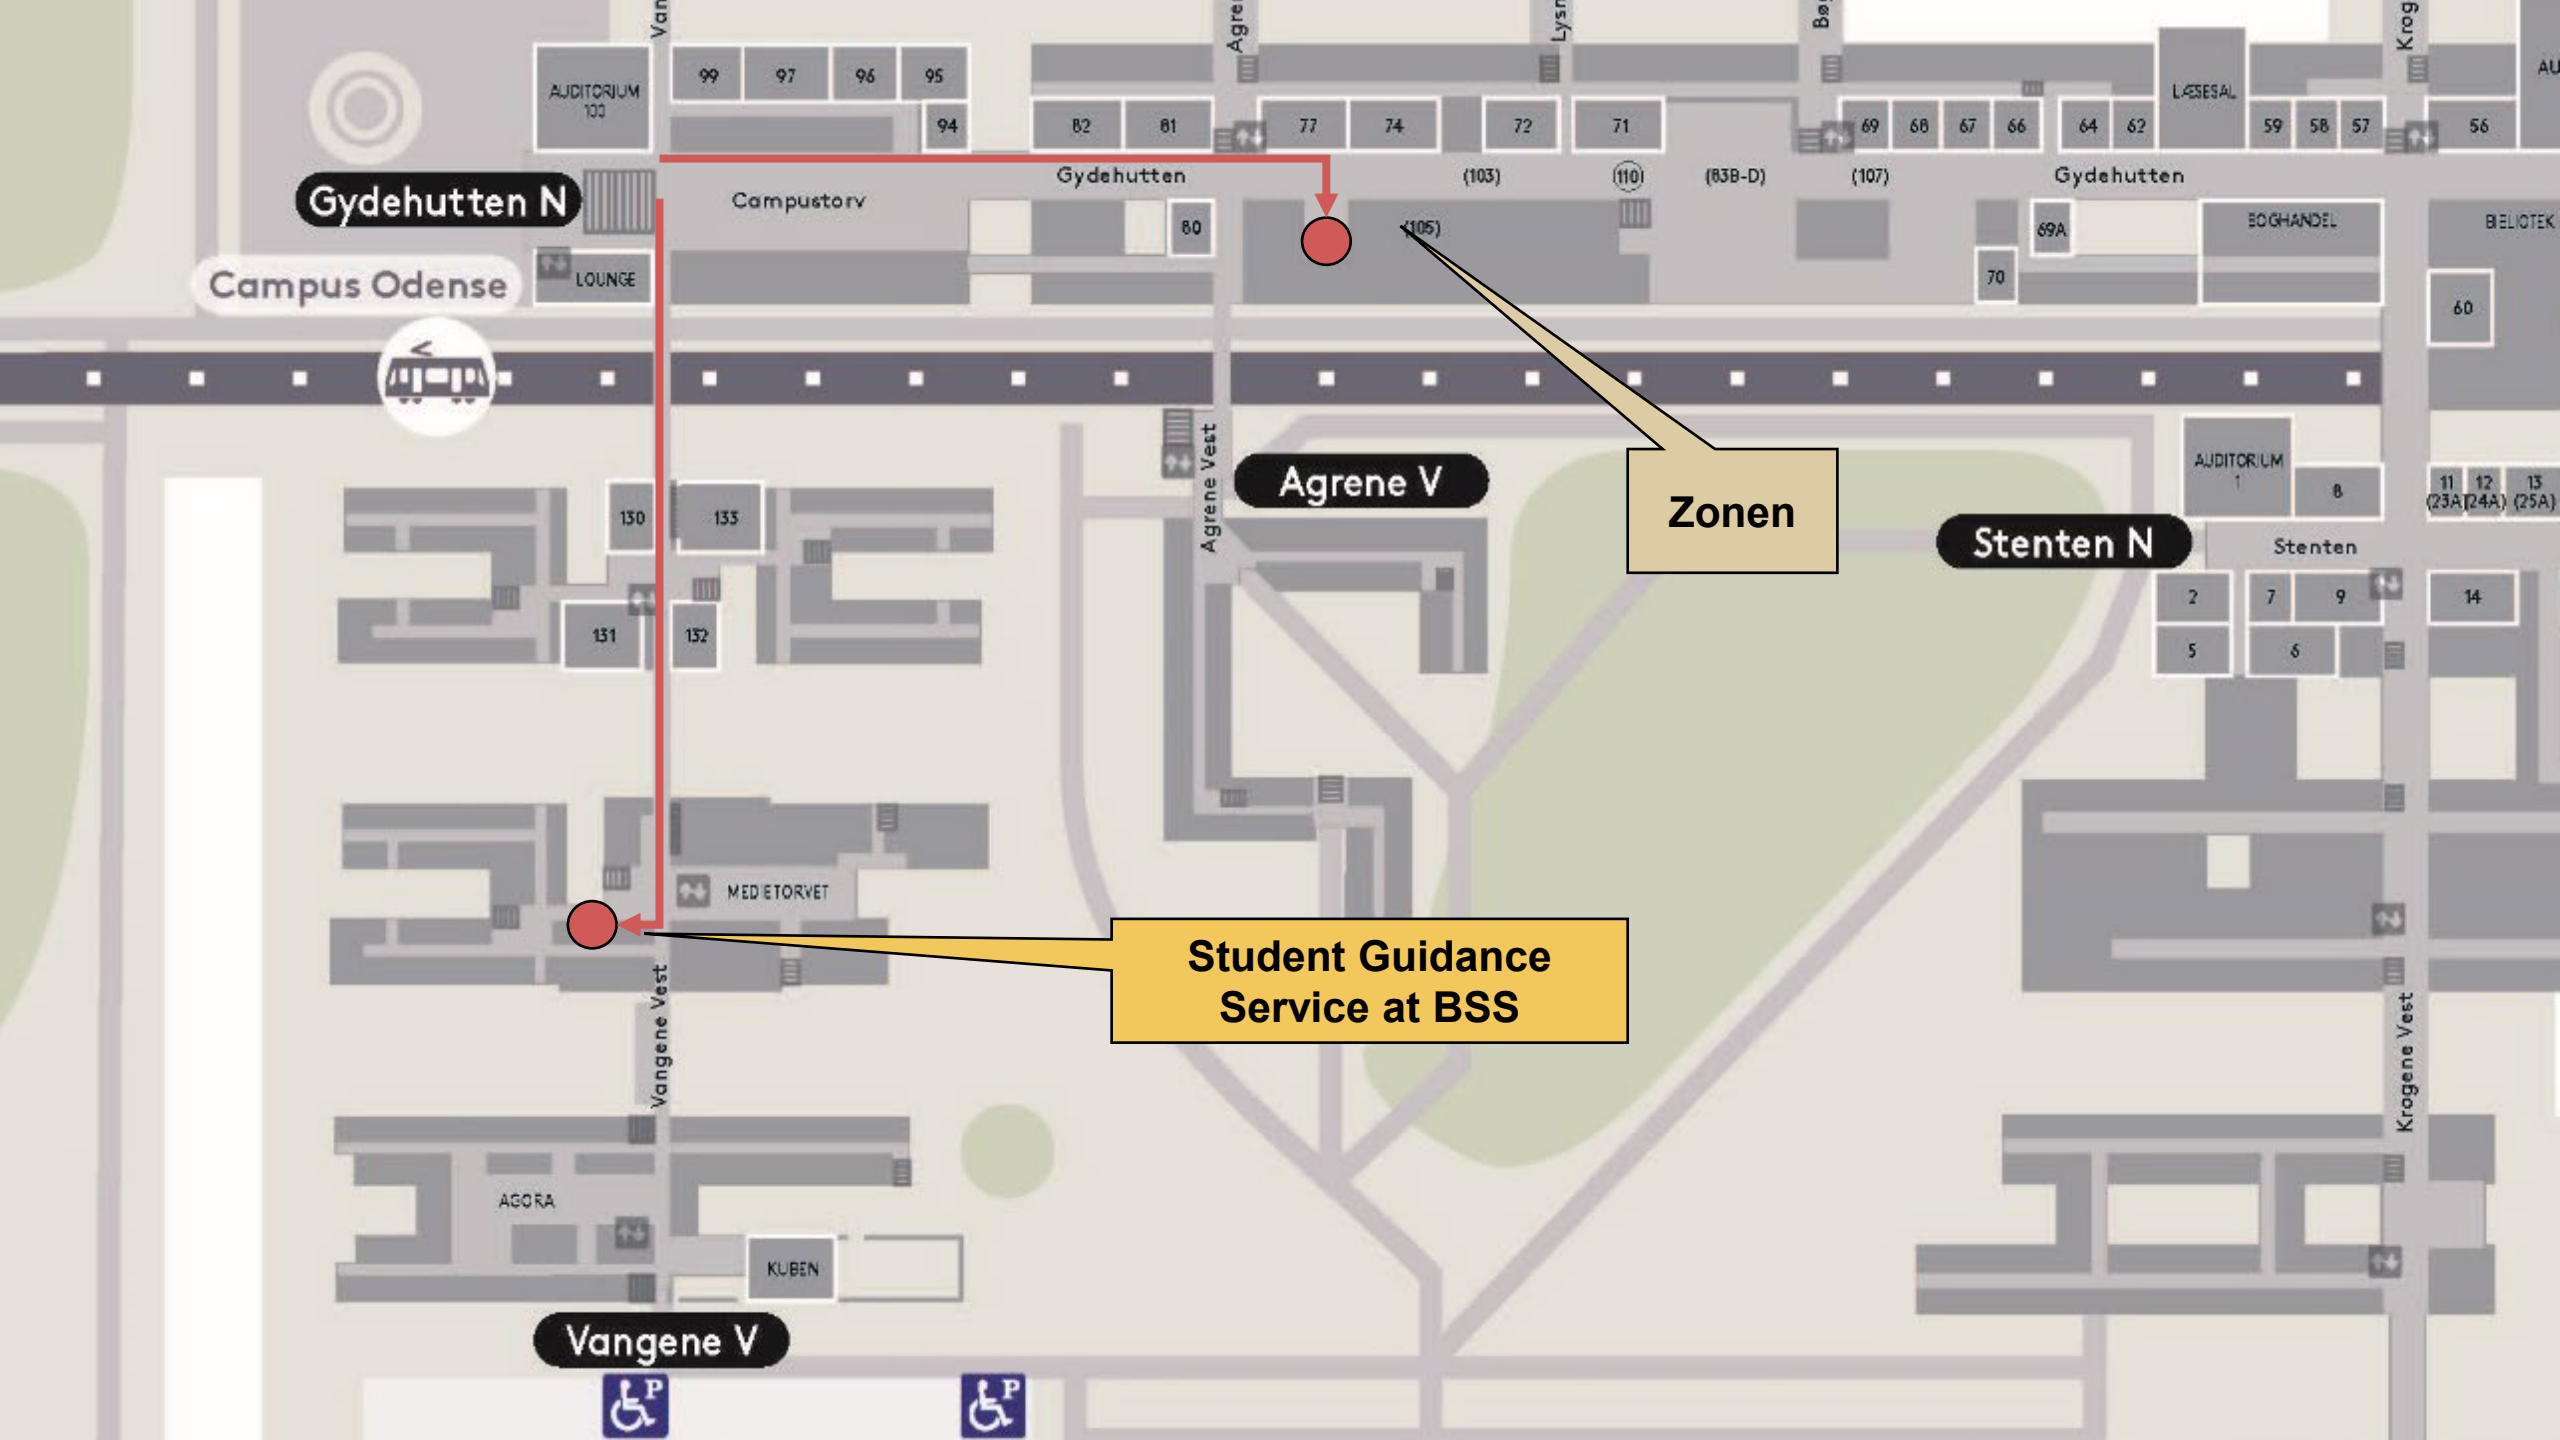 Van
Agre
Lysn
Bøg
Krog
AUDITORIUM
100
99
97
96
95
94
82
81
77
74
72
71
69
68
67
66
64
62
LÆSESAL
59
58
57
56
AU
Gydehutten N
Campustorv
Gydehutten
(103)
(110)
(83B-D)
(107)
Gydehutten
80
(105)
69A
BOGHANDEL
BIBLIOTEK
Campus Odense
LOUNGE
70
60
Agrene Vest
Agrene V
Zonen
AUDITORIUM
1
8
11
(23A)
12
(24A)
13
(25A)
130
133
Stenten N
Stenten
131
132
2
7
9
14
5
6
MEDIETORVET
Student Guidance
Service at BSS
Vangene Vest
Krogene Vest
AGORA
KUBEN
Vangene V
P
P